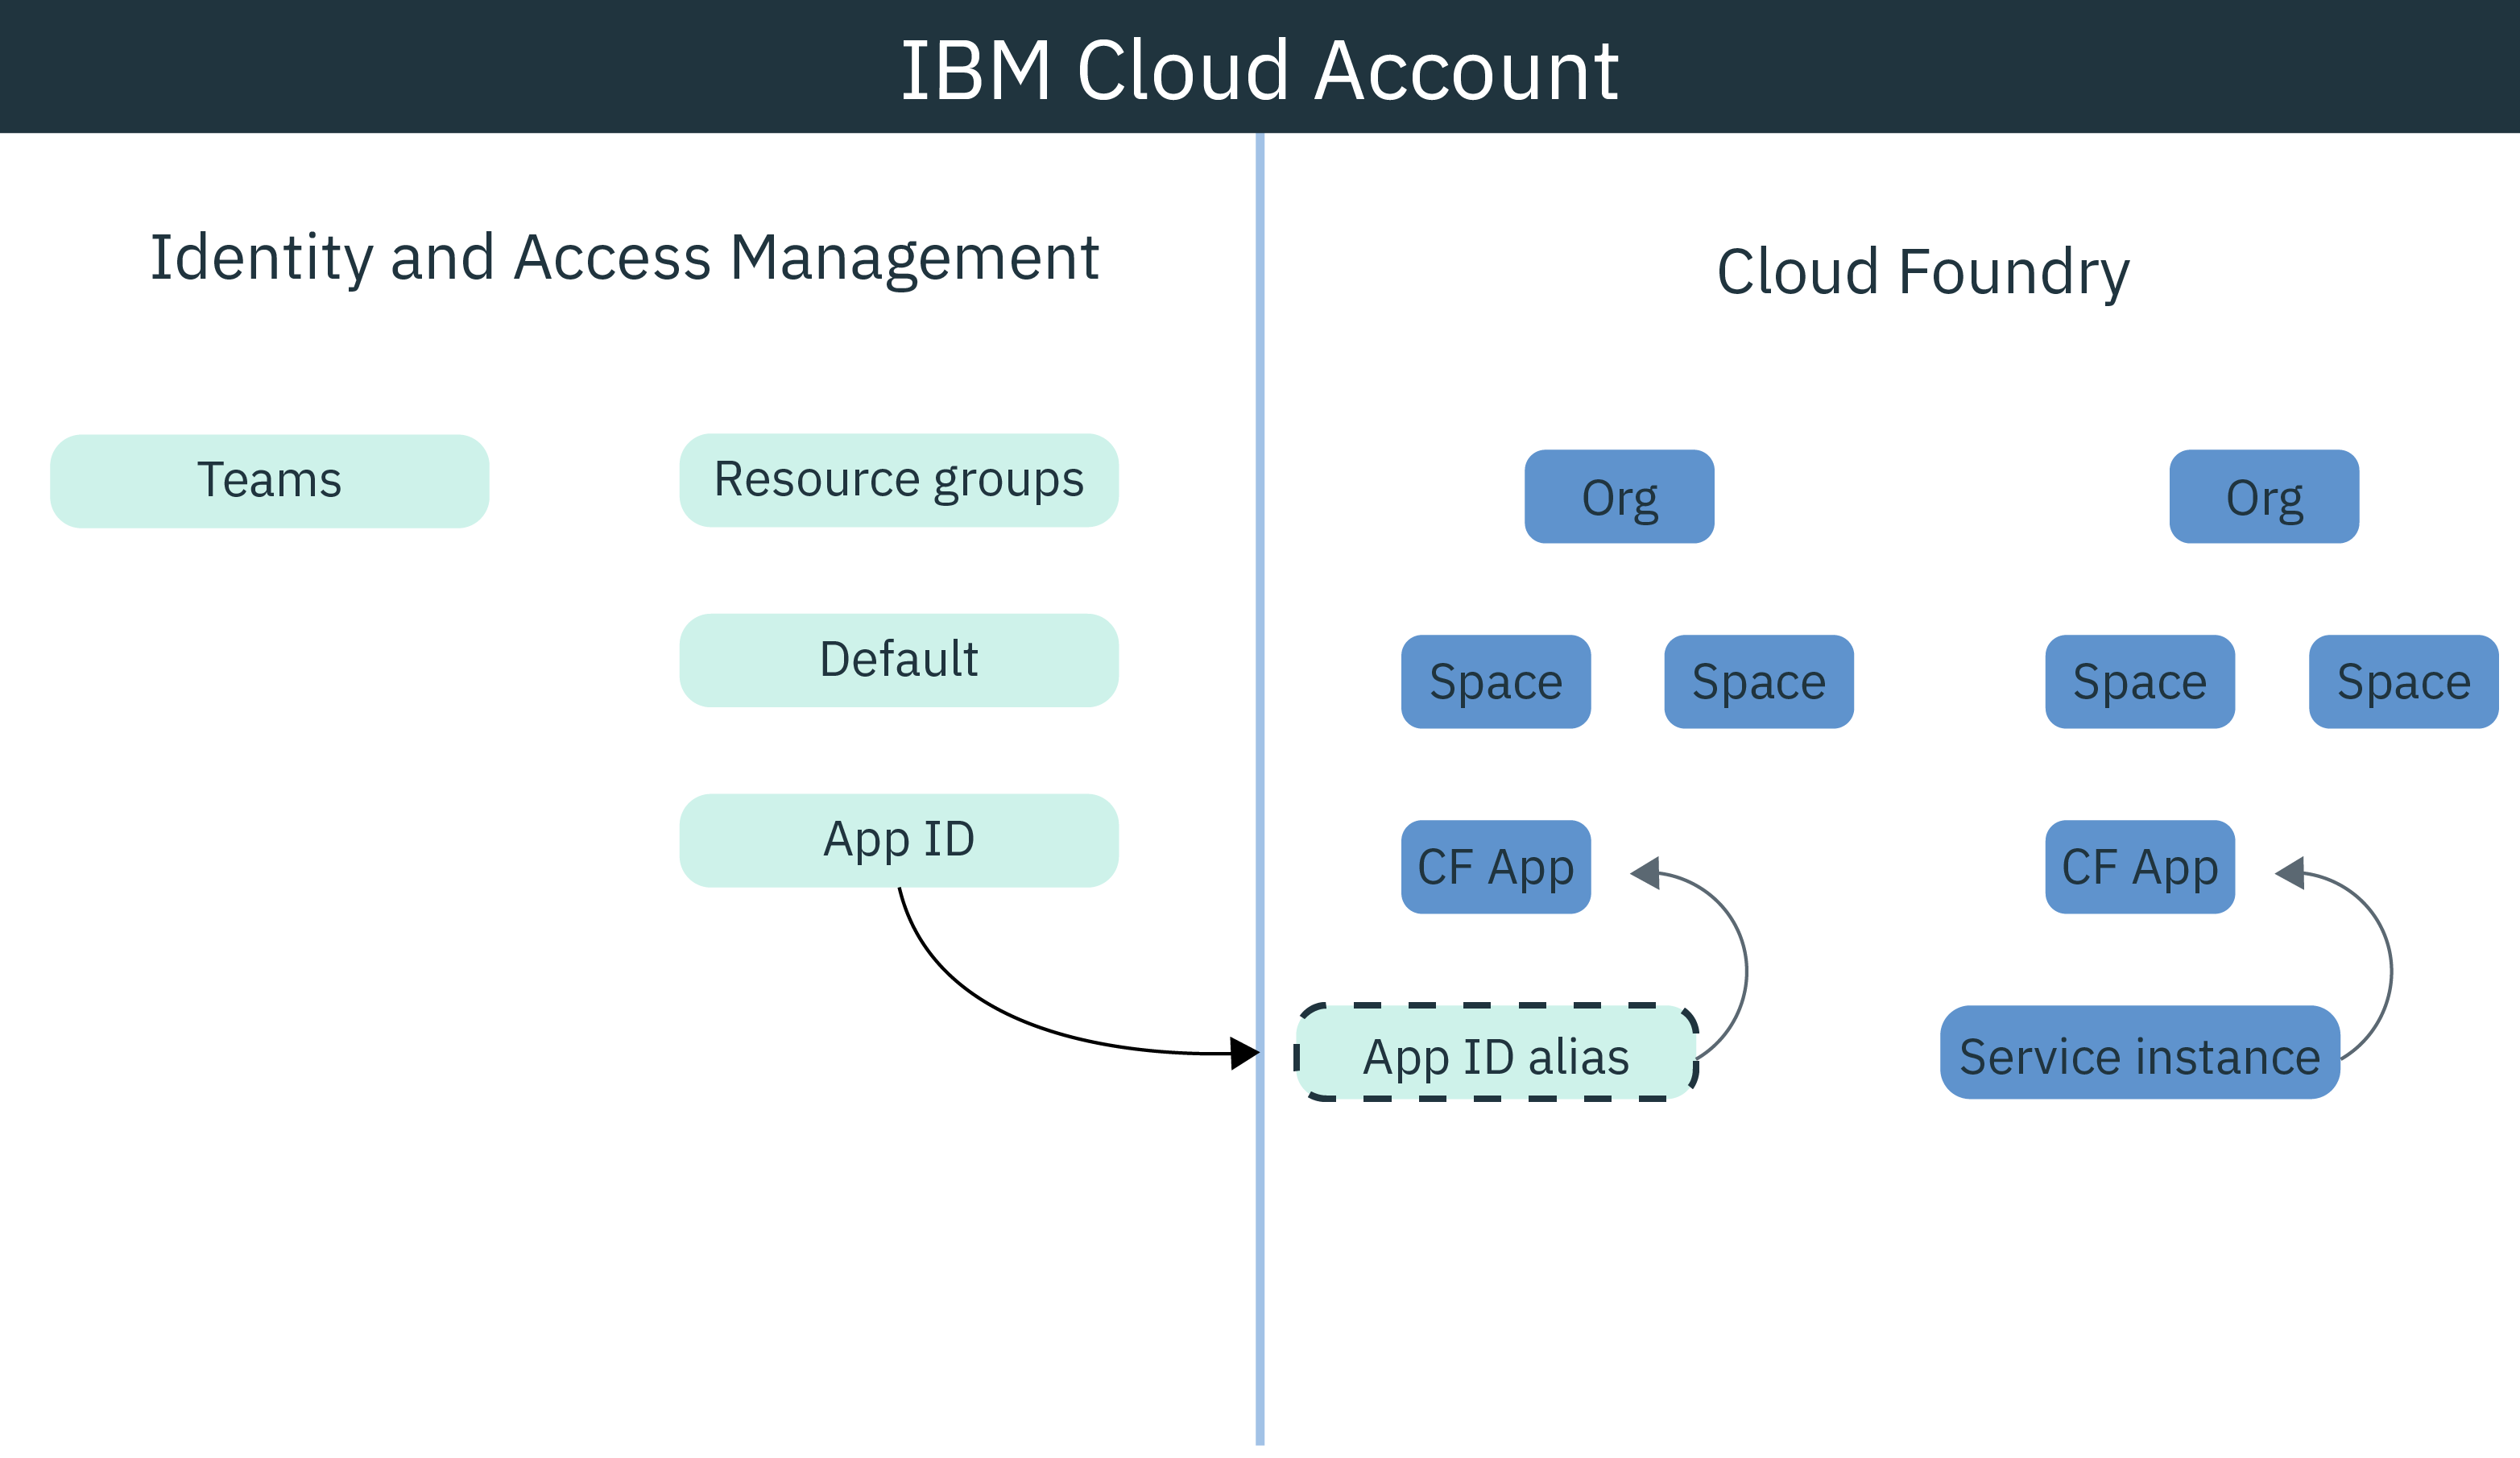 IBM Cloud Account
Identity and Access Management
Teams
Resource groups
Default
App ID
Cloud Foundry
Org
Org
Space
Space
Space
Space
CF App
CF App
App ID alias
Service instance